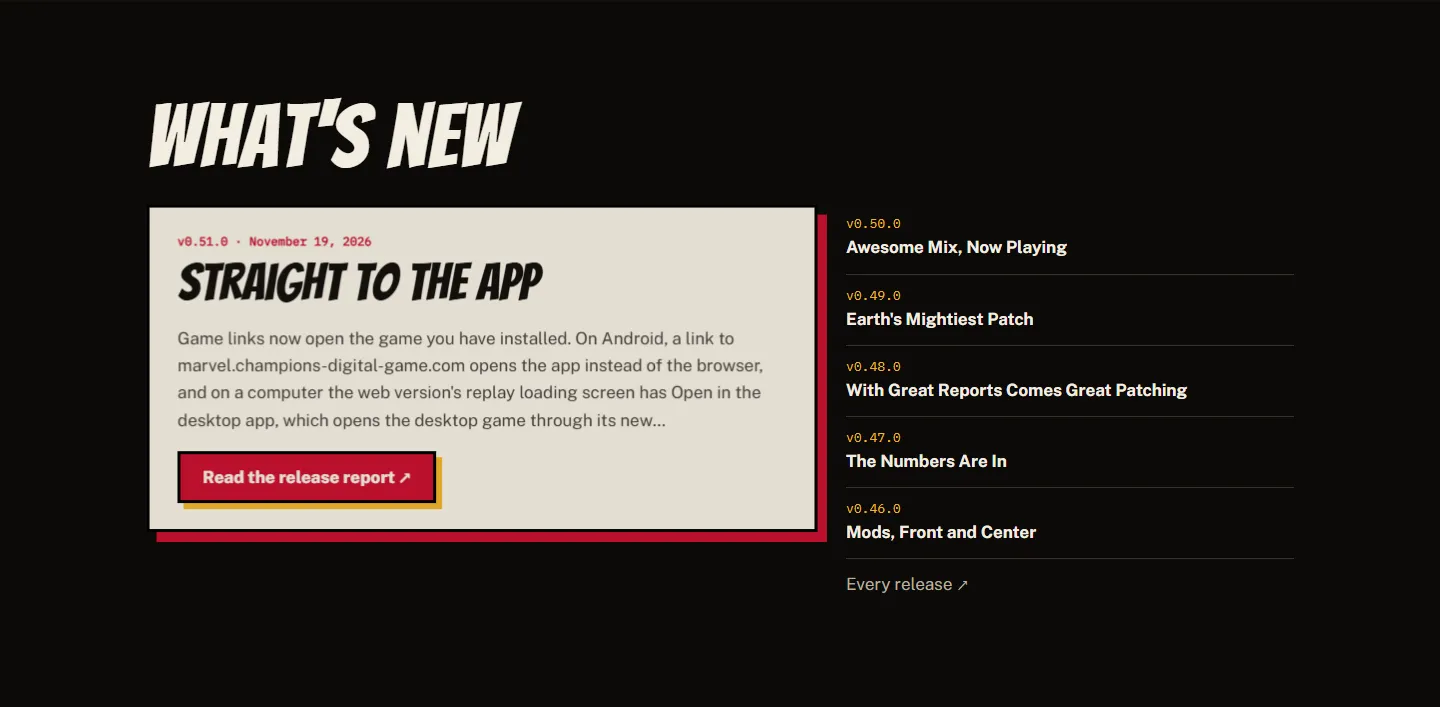 WHAT'S NEW
v0.51.0 · November 19, 2026
STRAIGHT TO THE APP
Game links now open the game you have installed. On Android, a link to
marvel.champions-digital-game.com opens the app instead of the browser,
and on a computer the web version's replay loading screen has Open in the
desktop app, which opens the desktop game through its new...
Read the release report ↗
v0.50.0
Awesome Mix, Now Playing
v0.49.0
Earth's Mightiest Patch
v0.48.0
With Great Reports Comes Great Patching
v0.47.0
The Numbers Are In
v0.46.0
Mods, Front and Center
Every release ↗